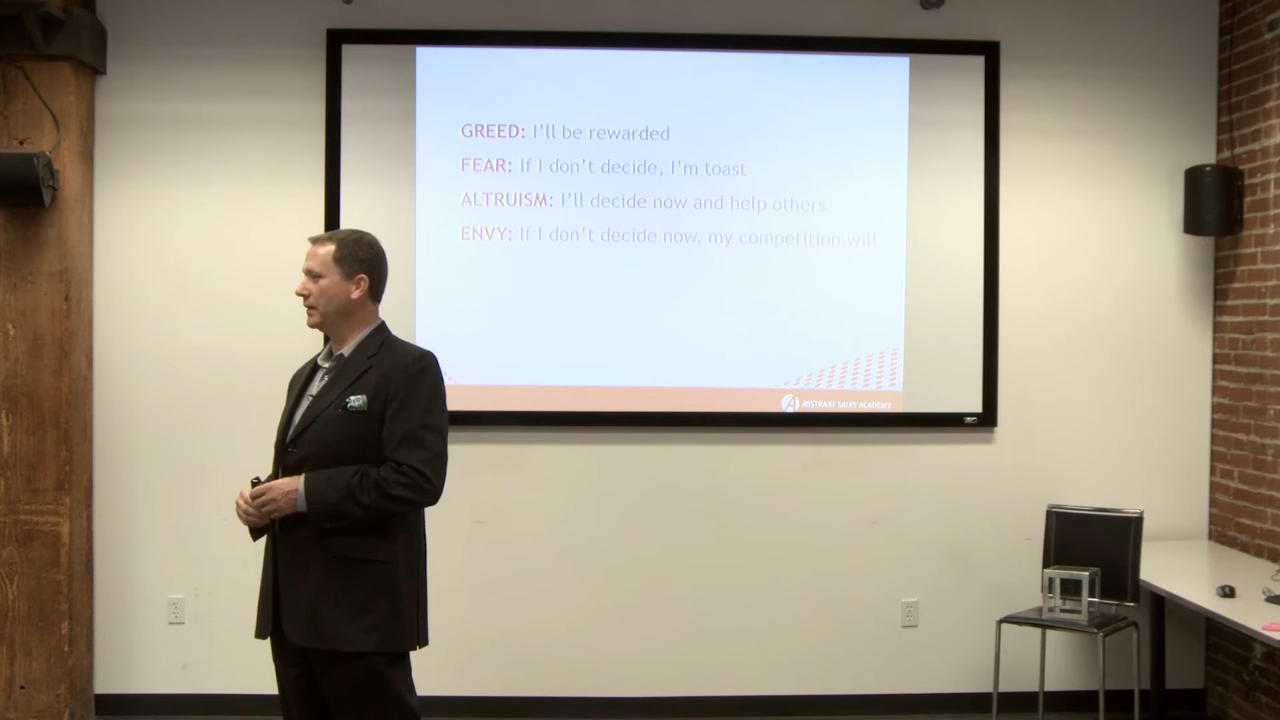 GREED: I'll be rewarded
FEAR: If I don't decide, I'm toast
ALTRUISM: I'll decide now and help others
ENVY: If I don't decide now, my competition will
ABSTRAKT SALES ACADEMY